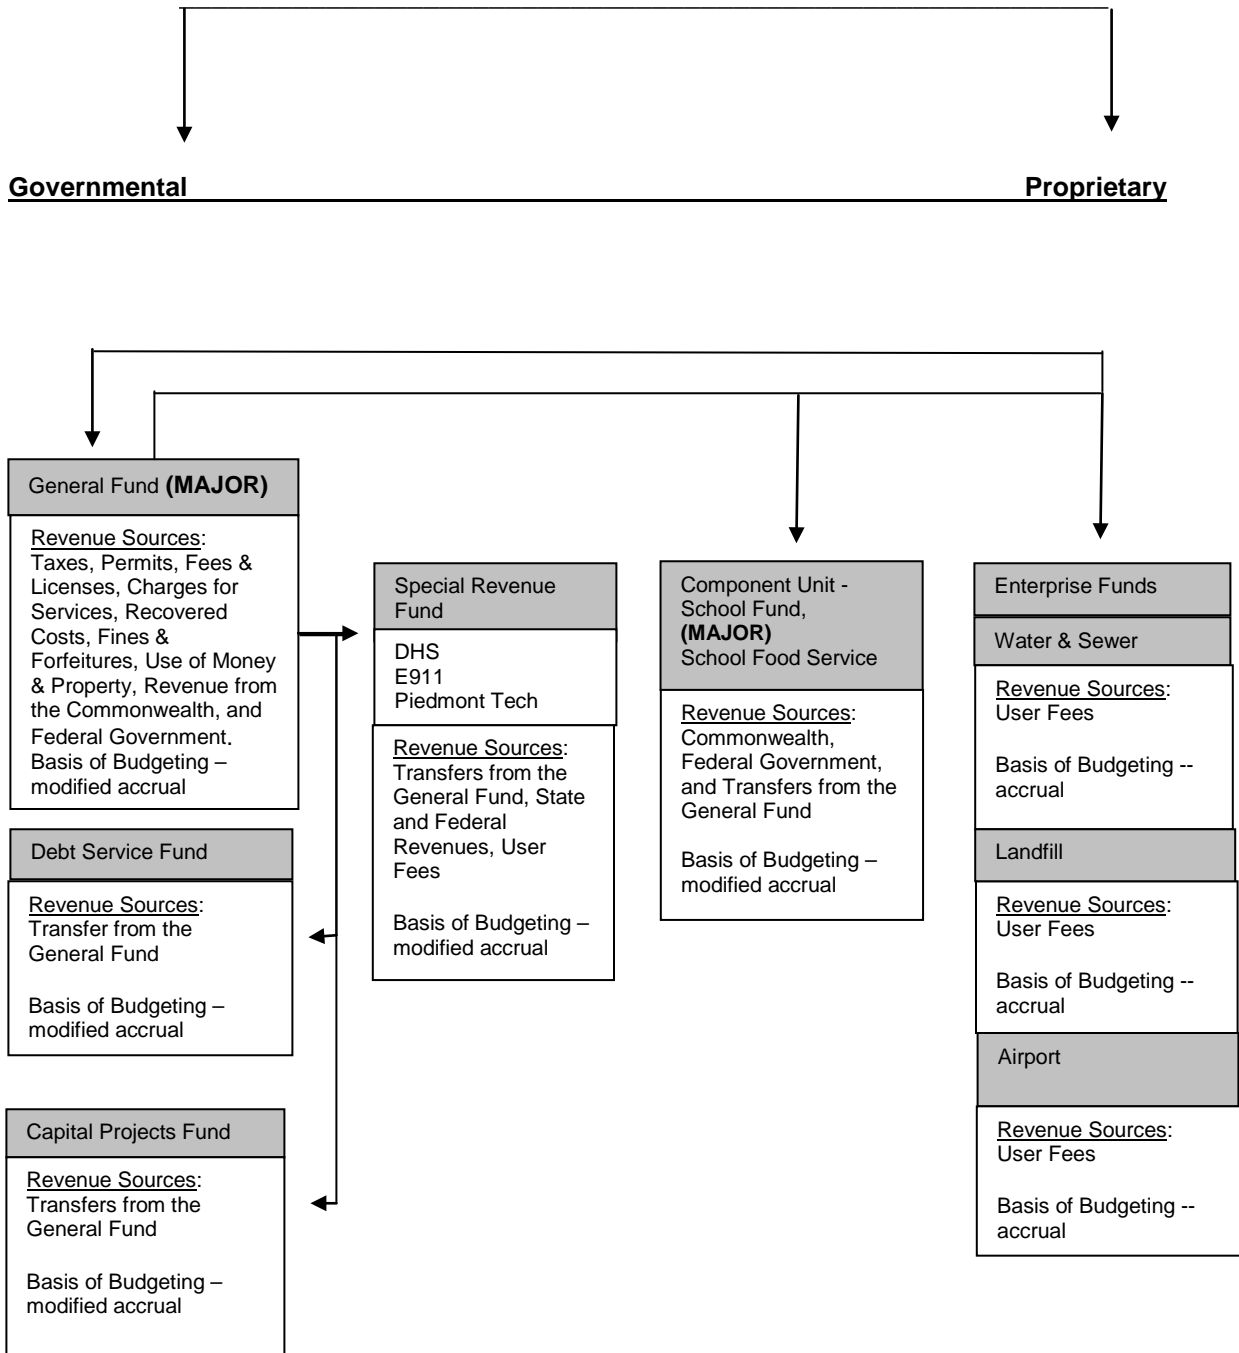 Governmental
Proprietary
General Fund (MAJOR)
Revenue Sources:
Taxes, Permits, Fees &
Licenses, Charges for
Services, Recovered
Costs, Fines &
Forfeitures, Use of Money
& Property, Revenue from
the Commonwealth, and
Federal Government.
Basis of Budgeting –
modified accrual
Debt Service Fund
Revenue Sources:
Transfer from the
General Fund
Basis of Budgeting –
modified accrual
Capital Projects Fund
Revenue Sources:
Transfers from the
General Fund
Basis of Budgeting –
modified accrual
Special Revenue
Fund
DHS
E911
Piedmont Tech
Revenue Sources:
Transfers from the
General Fund, State
and Federal
Revenues, User
Fees
Basis of Budgeting –
modified accrual
Component Unit -
School Fund,
(MAJOR)
School Food Service
Revenue Sources:
Commonwealth,
Federal Government,
and Transfers from the
General Fund
Basis of Budgeting –
modified accrual
Enterprise Funds
Water & Sewer
Revenue Sources:
User Fees
Basis of Budgeting --
accrual
Landfill
Revenue Sources:
User Fees
Basis of Budgeting --
accrual
Airport
Revenue Sources:
User Fees
Basis of Budgeting --
accrual